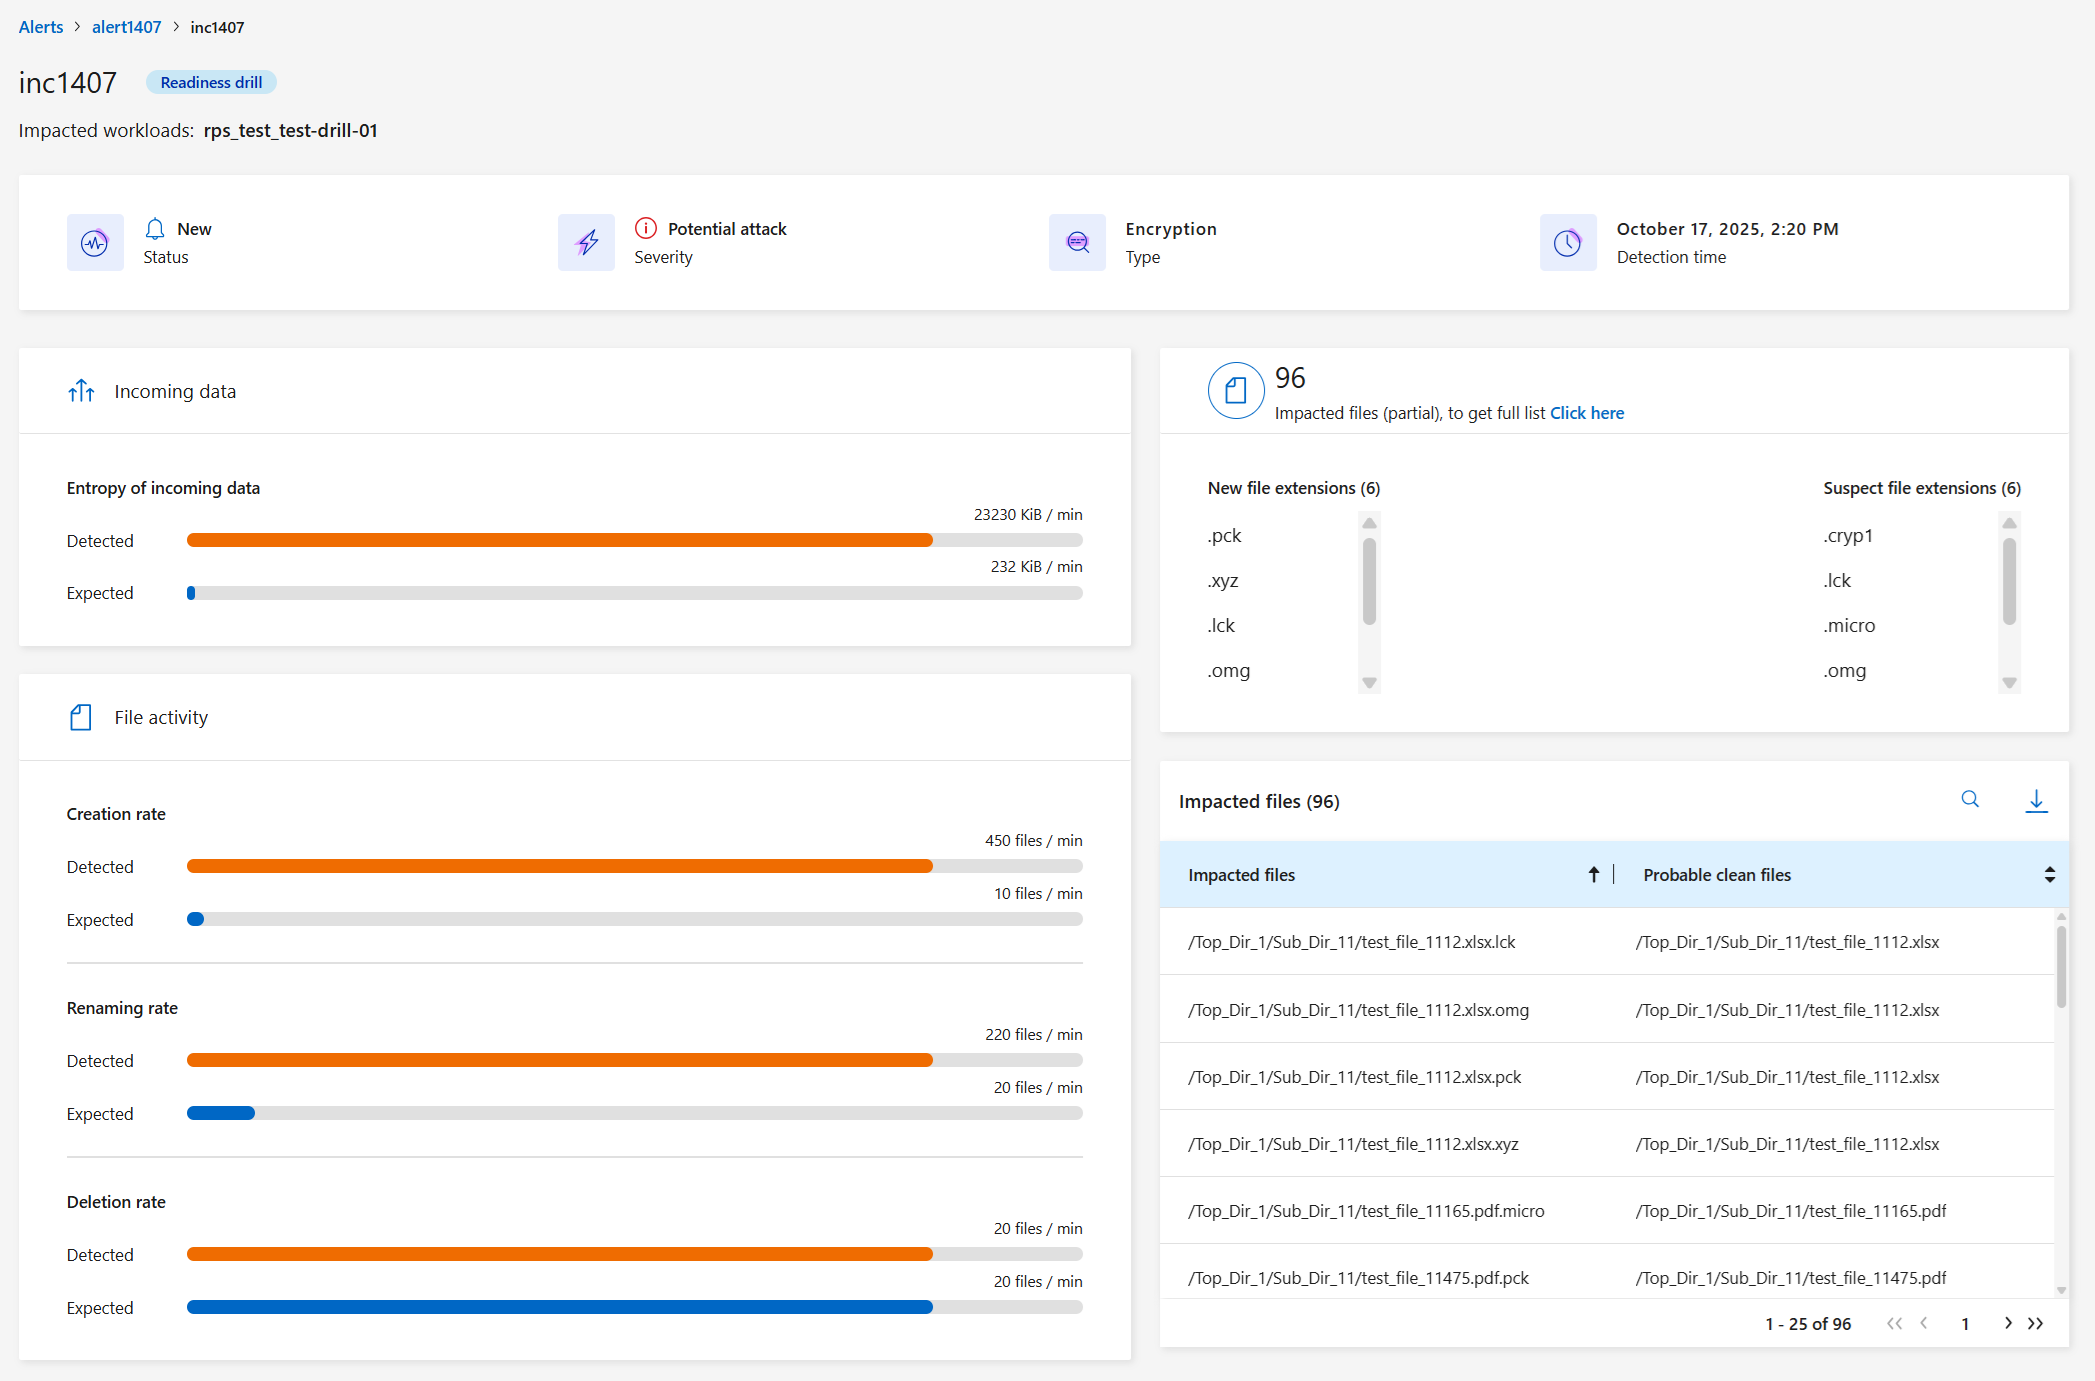 Alerts > alert1407 > inc1407
inc1407 Readiness drill
Impacted workloads: rps_test_test-drill-01
New
Status
Potential attack
Severity
Encryption
Type
October 17, 2025, 2:20 PM
Detection time
Incoming data
Entropy of incoming data
23230 KiB / min
Detected
232 KiB / min
Expected
File activity
Creation rate
450 files / min
Detected
10 files / min
Expected
Renaming rate
220 files / min
Detected
20 files / min
Expected
Deletion rate
20 files / min
Detected
20 files / min
Expected
96
Impacted files (partial), to get full list Click here
New file extensions (6)
.pck
.xyz
.lck
.omg
Suspect file extensions (6)
.cryp1
.lck
.micro
.omg
Impacted files (96)
Impacted files Probable clean files
/Top_Dir_1/Sub_Dir_11/test_file_1112.xlsx.lck /Top_Dir_1/Sub_Dir_11/test_file_1112.xlsx
/Top_Dir_1/Sub_Dir_11/test_file_1112.xlsx.omg /Top_Dir_1/Sub_Dir_11/test_file_1112.xlsx
/Top_Dir_1/Sub_Dir_11/test_file_1112.xlsx.pck /Top_Dir_1/Sub_Dir_11/test_file_1112.xlsx
/Top_Dir_1/Sub_Dir_11/test_file_1112.xlsx.xyz /Top_Dir_1/Sub_Dir_11/test_file_1112.xlsx
/Top_Dir_1/Sub_Dir_11/test_file_11165.pdf.micro /Top_Dir_1/Sub_Dir_11/test_file_11165.pdf
/Top_Dir_1/Sub_Dir_11/test_file_11475.pdf.pck /Top_Dir_1/Sub_Dir_11/test_file_11475.pdf
1 - 25 of 96 << < 1 > >>